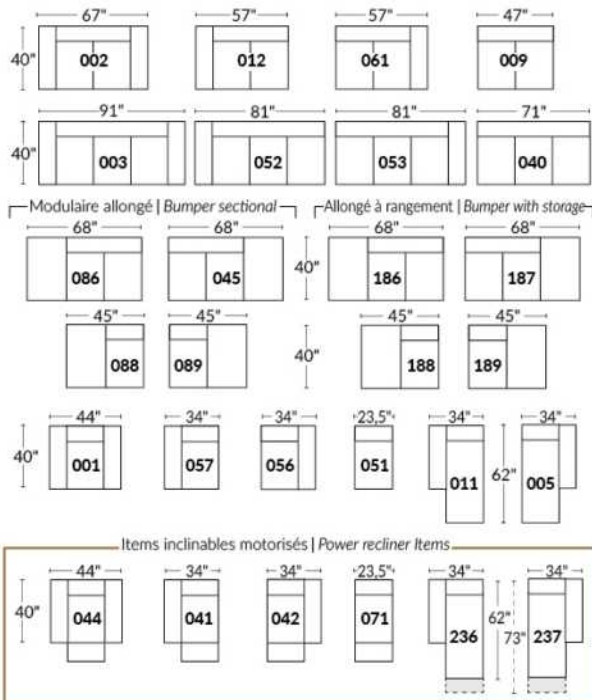 67" 57" 57" 47"
40" 002 012 061 009
91" 81" 81" 71"
40" 003 052 053 040
Modulaire allongé | Bumper sectional Allongé à rangement | Bumper with storage
68" 68" 68" 68"
086 045 40" 186 187
45" 45" 45" 45"
088 089 40" 188 189
44" 34" 34" 23,5" 34" 34"
40" 001 057 056 051 011 62" 005
Items inclinables motorisés | Power recliner Items
44" 34" 34" 23,5" 34" 34"
40" 044 041 042 071 236 62" 73" 237